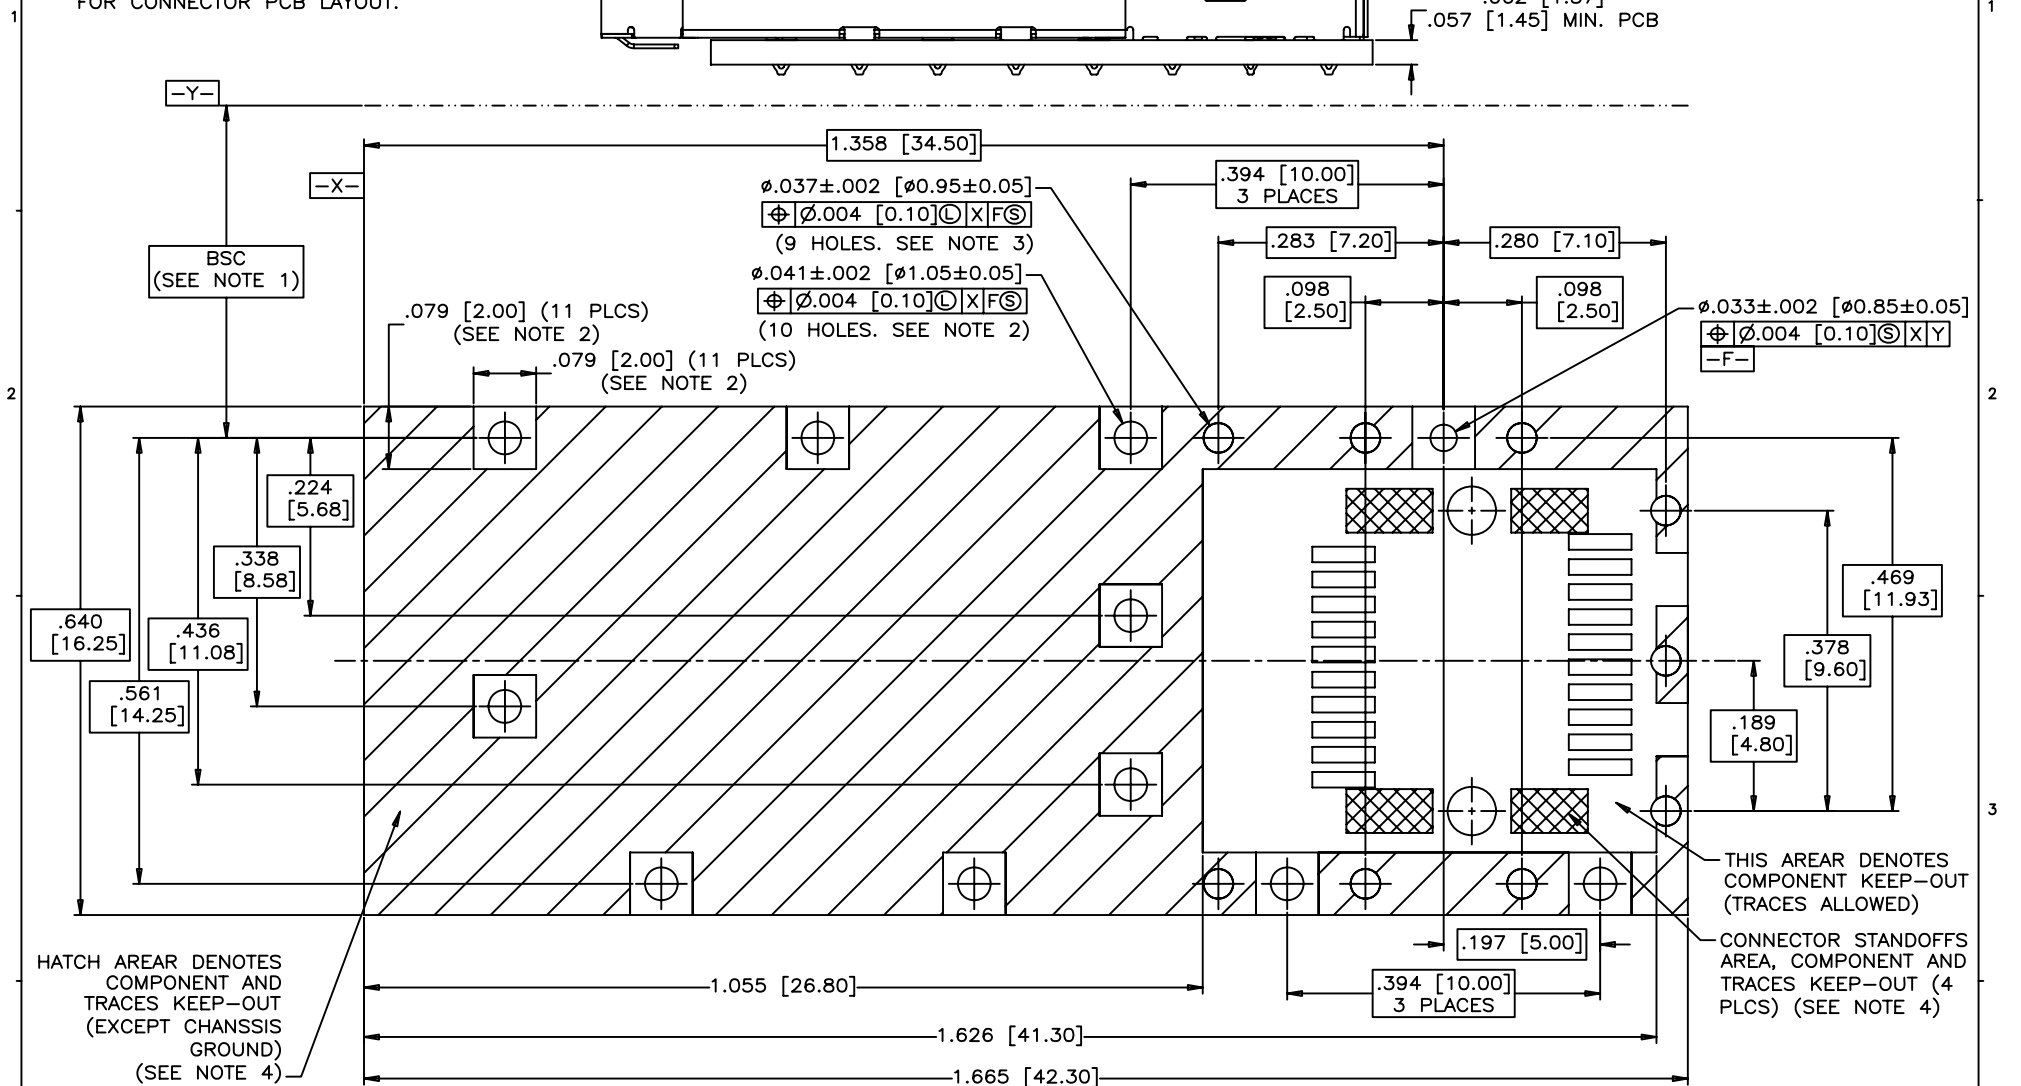 1
FOR CONNECTOR PCB LAYOUT.
.057 [1.45] MIN. PCB
1
-Y-
1.358 [34.50]
-X-
ø.037±.002 [ø0.95±0.05]
Ø.004 [0.10]Ⓛ X FⓈ
(9 HOLES. SEE NOTE 3)
.394 [10.00]
3 PLACES
.283 [7.20]
.280 [7.10]
BSC
(SEE NOTE 1)
ø.041±.002 [ø1.05±0.05]
Ø.004 [0.10]Ⓛ X FⓈ
(10 HOLES. SEE NOTE 2)
.098
[2.50]
.098
[2.50]
ø.033±.002 [ø0.85±0.05]
Ø.004 [0.10]Ⓢ X Y
-F-
.079 [2.00] (11 PLCS)
(SEE NOTE 2)
.079 [2.00] (11 PLCS)
(SEE NOTE 2)
2
2
.224
[5.68]
.338
[8.58]
.640
[16.25]
.436
[11.08]
.561
[14.25]
.469
[11.93]
.378
[9.60]
.189
[4.80]
3
THIS AREAR DENOTES
COMPONENT KEEP-OUT
(TRACES ALLOWED)
CONNECTOR STANDOFFS
AREA, COMPONENT AND
TRACES KEEP-OUT (4
PLCS) (SEE NOTE 4)
.197 [5.00]
.394 [10.00]
3 PLACES
HATCH AREAR DENOTES
COMPONENT AND
TRACES KEEP-OUT
(EXCEPT CHANSSIS
GROUND)
(SEE NOTE 4)
1.055 [26.80]
1.626 [41.30]
1.665 [42.30]